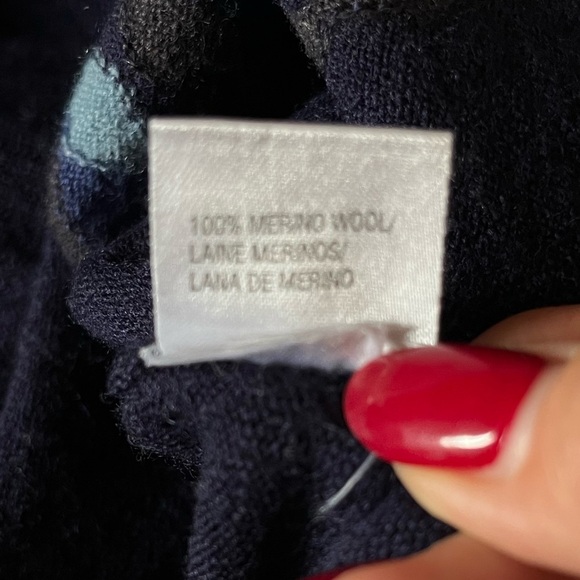 100% MERINO WOOL/
LAINE MERINOS/
LANA DE MERINO